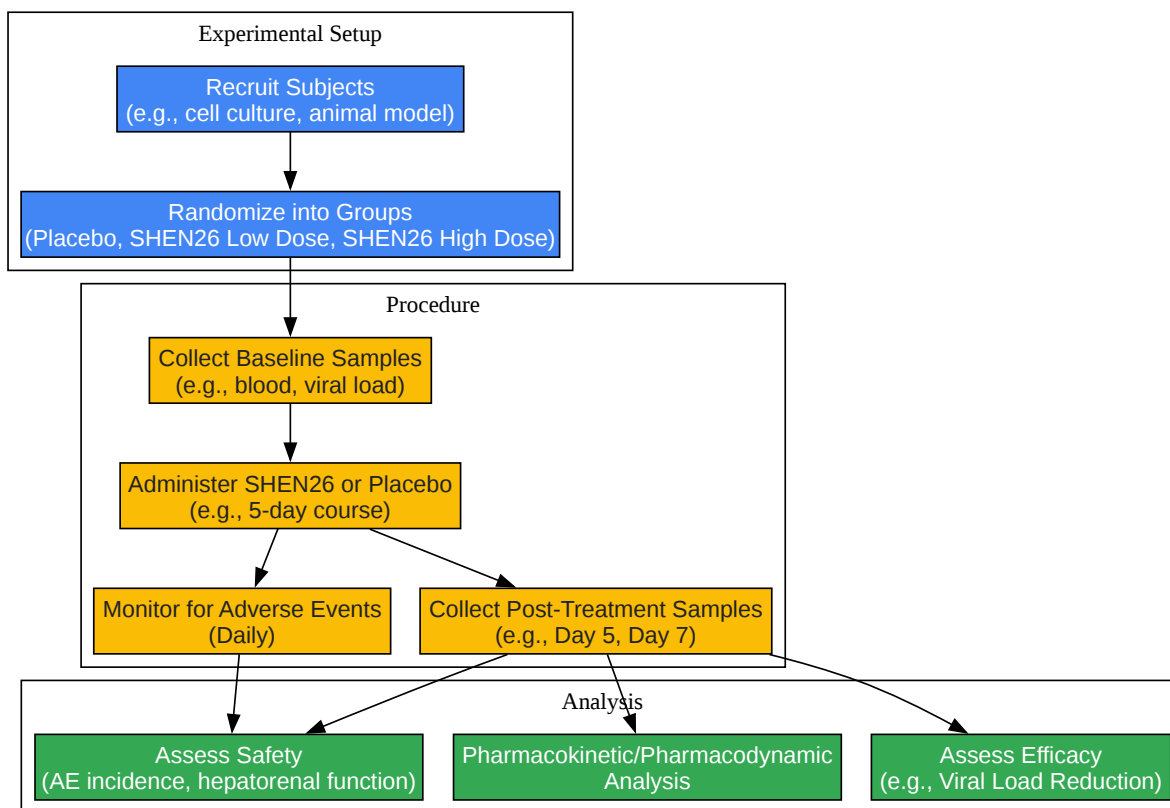 Experimental Setup
Recruit Subjects
(e.g., cell culture, animal model)
Randomize into Groups
(Placebo, SHEN26 Low Dose, SHEN26 High Dose)
Procedure
Collect Baseline Samples
(e.g., blood, viral load)
Administer SHEN26 or Placebo
(e.g., 5-day course)
Monitor for Adverse Events
(Daily)
Collect Post-Treatment Samples
(e.g., Day 5, Day 7)
Analysis
Assess Safety
(AE incidence, hepatorenal function)
Pharmacokinetic/Pharmacodynamic
Analysis
Assess Efficacy
(e.g., Viral Load Reduction)